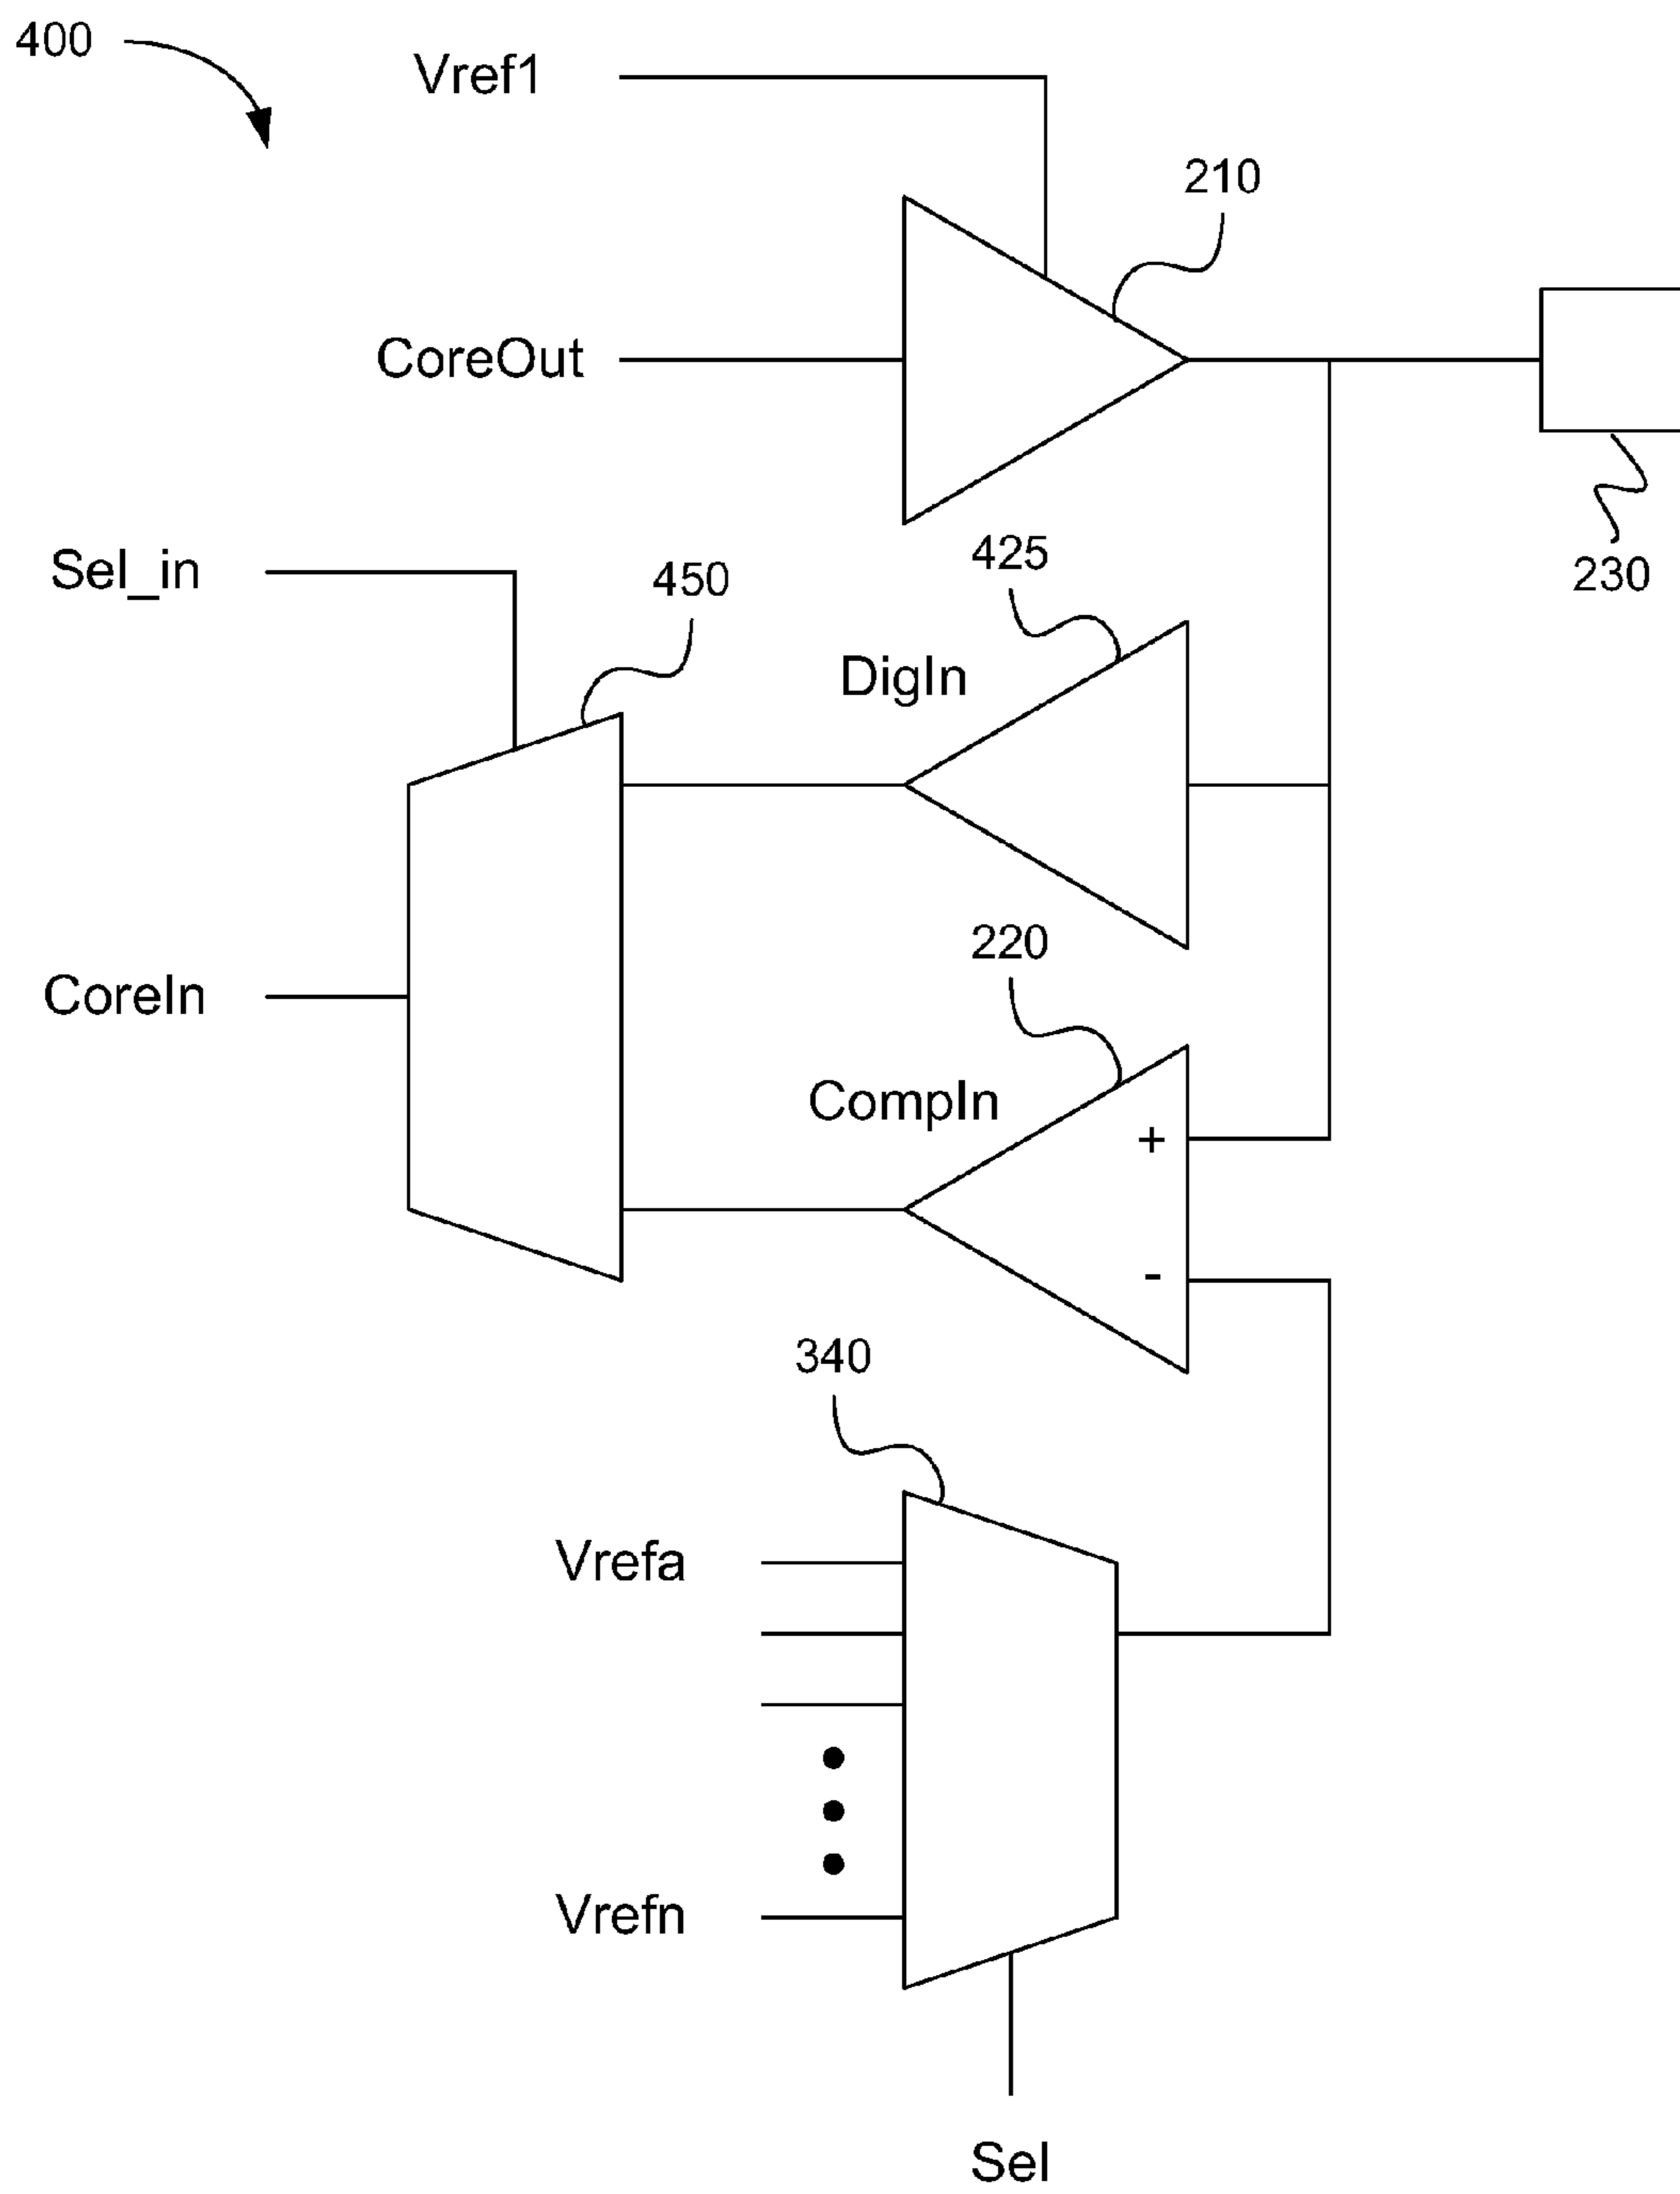 400
Vref1
210
CoreOut
230
Sel_in
450
425
DigIn
220
CoreIn
CompIn
+
-
340
Vrefa
Vrefn
Sel